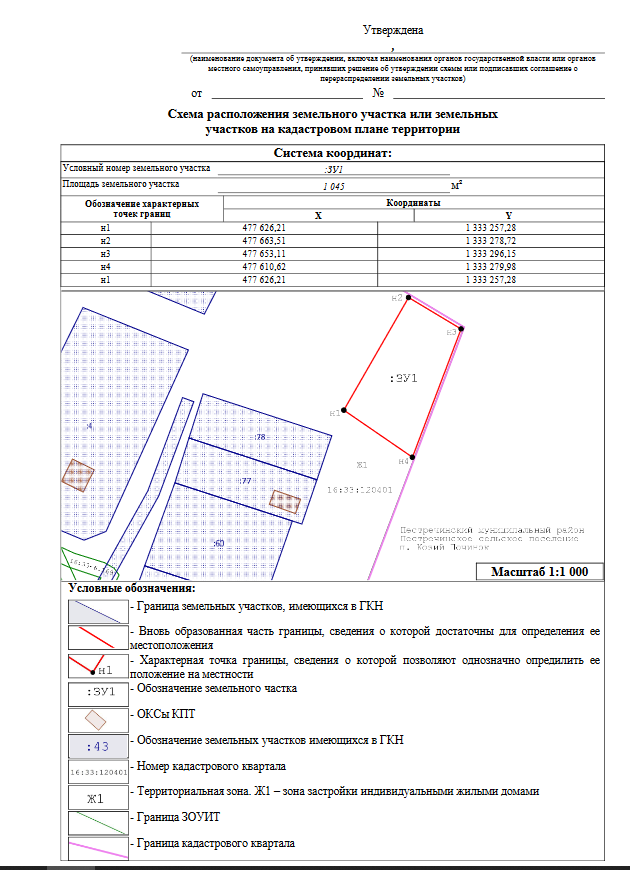 Утверждена
,
(наименование документа об утверждении, включая наименования органов государственной власти или органов
местного самоуправления, принявших решение об утверждении схемы или подписавших соглашение о
перераспределении земельных участков)
от №
Схема расположения земельного участка или земельных
участков на кадастровом плане территории
Система координат:
Условный номер земельного участка :ЗУ1
Площадь земельного участка 1 045 м²
Обозначение характерных точек границ Координаты
X Y
н1 477 626,21 1 333 257,28
н2 477 663,51 1 333 278,72
н3 477 653,11 1 333 296,15
н4 477 610,62 1 333 279,98
н1 477 626,21 1 333 257,28
н2
н3
:ЗУ1
н1
:4
:78
Ж1
н4
:77
16:33:120401
Пестречинский муниципальный район
Пестречинское сельское поселение
п. Козий Починок
:60
Масштаб 1:1 000
Условные обозначения:
- Граница земельных участков, имеющихся в ГКН
- Вновь образованная часть границы, сведения о которой достаточны для определения ее
местоположения
н1 - Характерная точка границы, сведения о которой позволяют однозначно опредилить ее
положение на местности
:ЗУ1 - Обозначение земельного частка
- ОКСы КПТ
:43 - Обозначение земельных участков имеющихся в ГКН
16:33:120401 - Номер кадастрового квартала
Ж1 - Территориальная зона. Ж1 – зона застройки индивидуальными жилыми домами
- Граница ЗОУИТ
- Граница кадастрового квартала